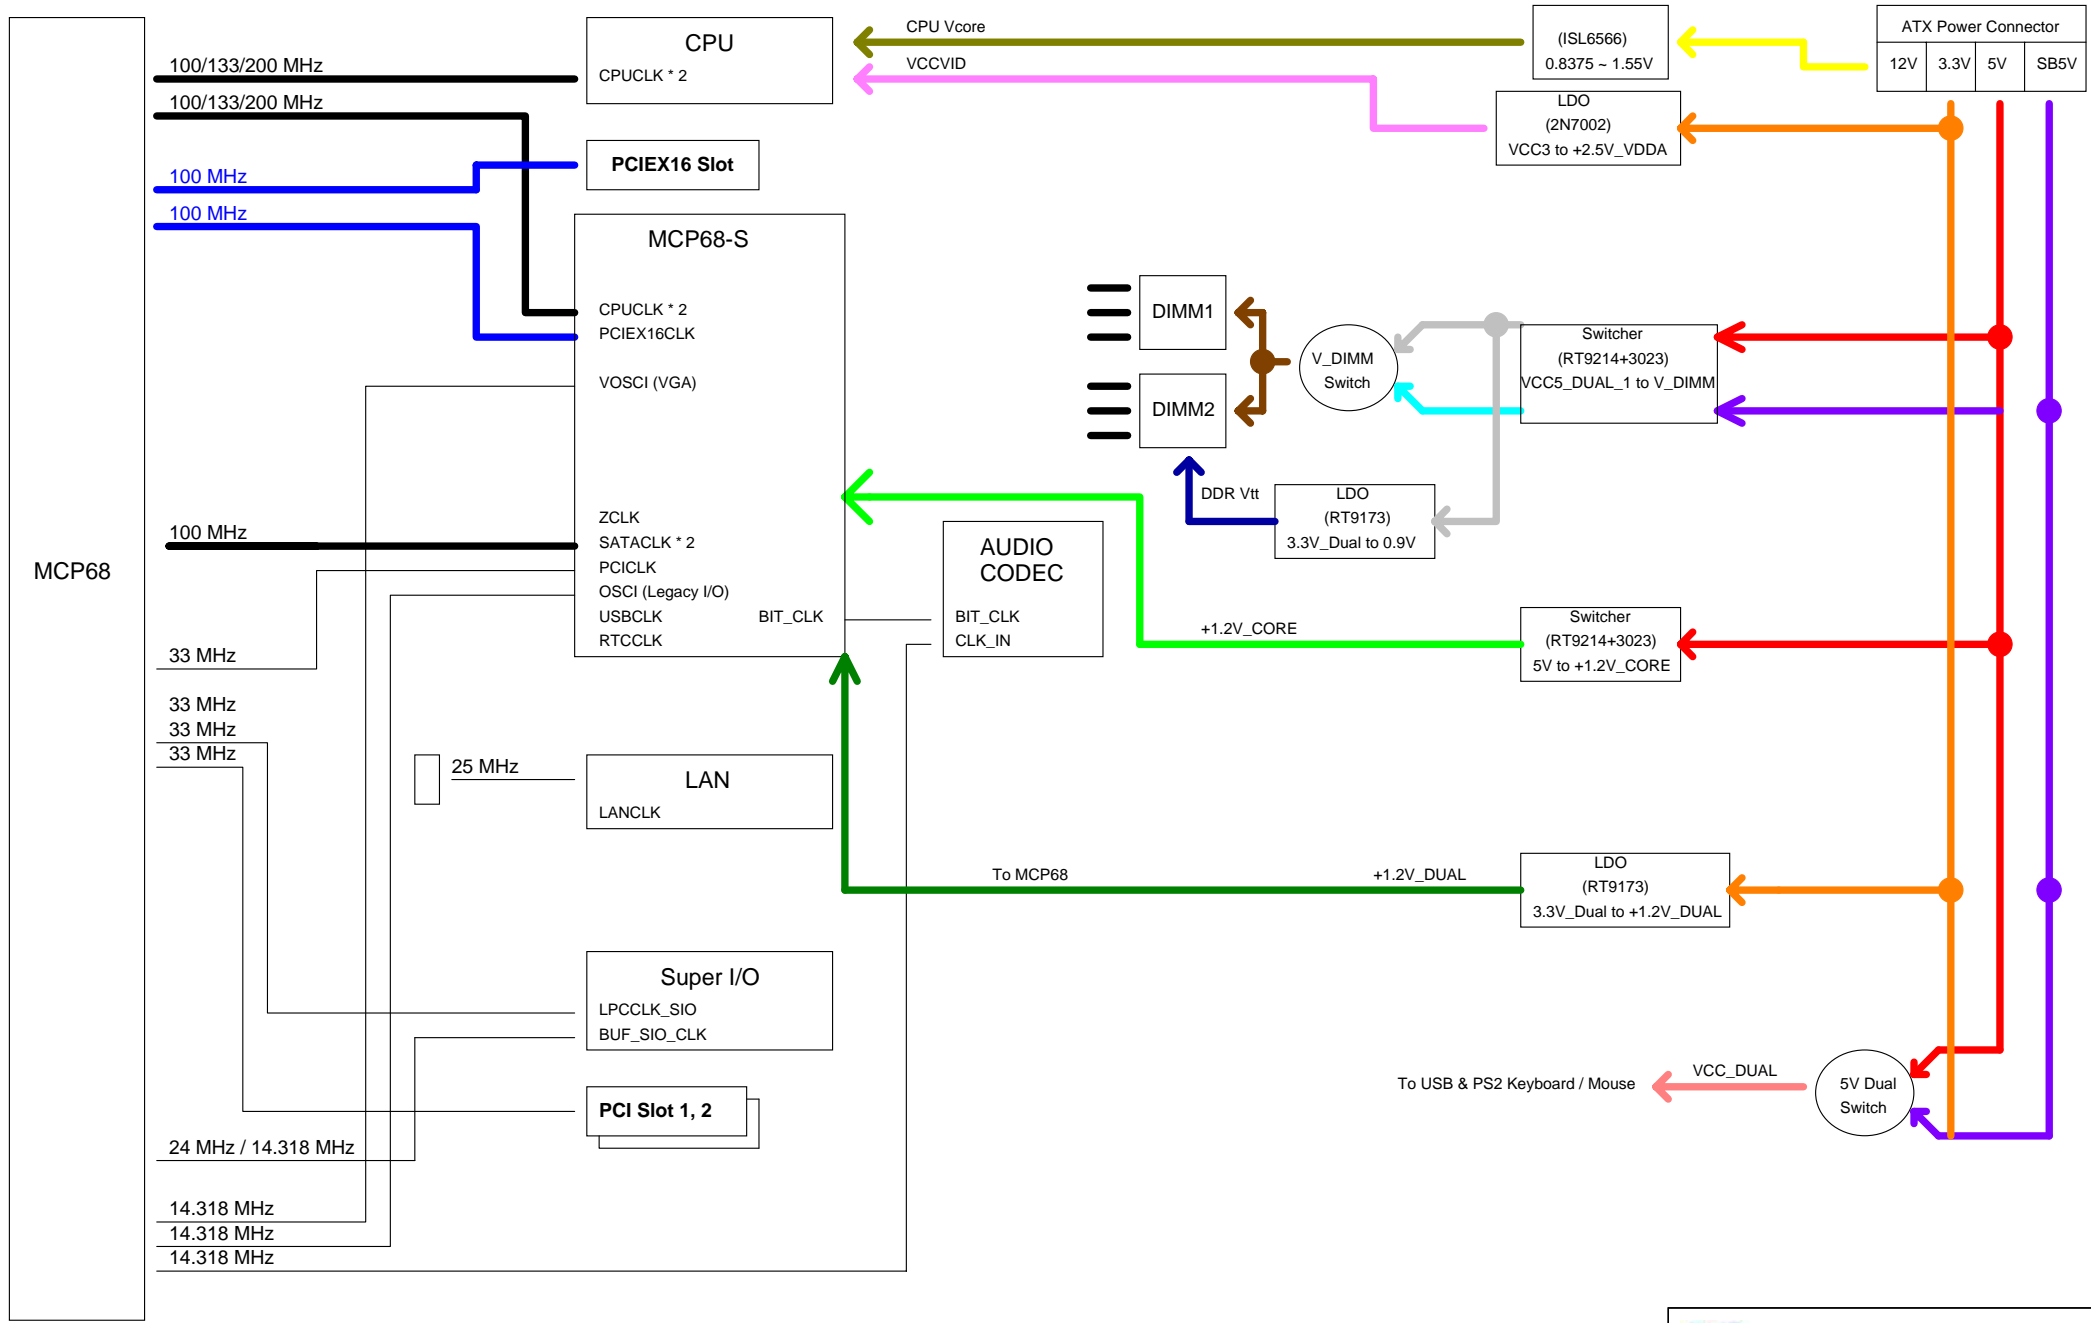 MCP68
100/133/200 MHz
100/133/200 MHz
100 MHz
100 MHz
100 MHz
33 MHz
33 MHz
33 MHz
33 MHz
24 MHz / 14.318 MHz
14.318 MHz
14.318 MHz
14.318 MHz
CPU
CPUCLK * 2
PCIEX16 Slot
MCP68-S
CPUCLK * 2
PCIEX16CLK
VOSCI (VGA)
ZCLK
SATACLK * 2
PCICLK
OSCI (Legacy I/O)
USBCLK
BIT_CLK
RTCCLK
AUDIO
CODEC
BIT_CLK
CLK_IN
25 MHz
LAN
LANCLK
Super I/O
LPCCLK_SIO
BUF_SIO_CLK
PCI Slot 1, 2
CPU Vcore
VCCVID
(ISL6566)
0.8375 ~ 1.55V
ATX Power Connector
12V
3.3V
5V
SB5V
LDO
(2N7002)
VCC3 to +2.5V_VDDA
DIMM1
DIMM2
V_DIMM
Switch
Switcher
(RT9214+3023)
VCC5_DUAL_1 to V_DIMM
DDR Vtt
LDO
(RT9173)
3.3V_Dual to 0.9V
+1.2V_CORE
Switcher
(RT9214+3023)
5V to +1.2V_CORE
To MCP68
+1.2V_DUAL
LDO
(RT9173)
3.3V_Dual to +1.2V_DUAL
To USB & PS2 Keyboard / Mouse
VCC_DUAL
5V Dual
Switch